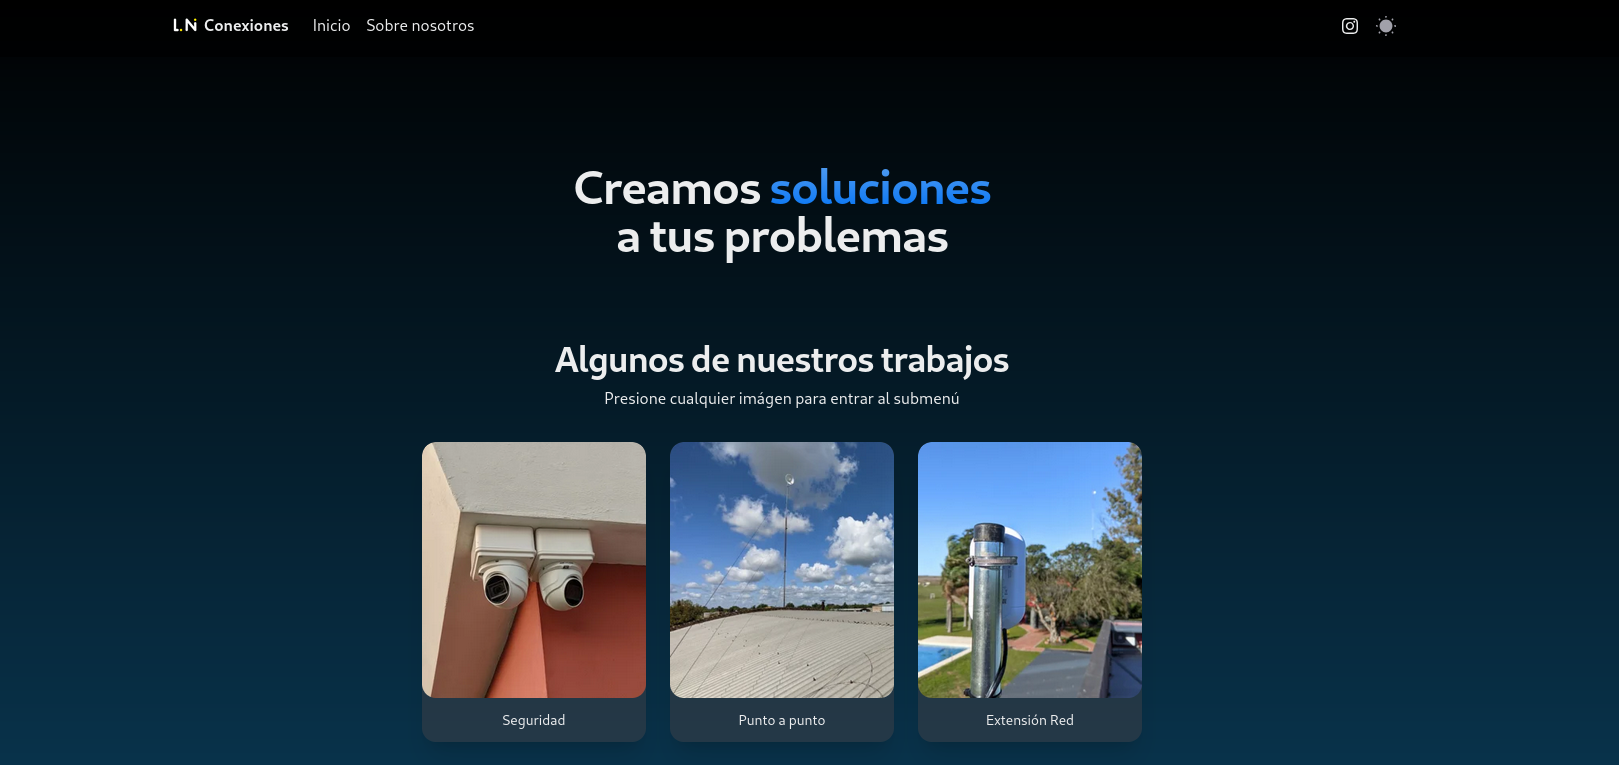 L.N Conexiones Inicio Sobre nosotros
Creamos soluciones
a tus problemas
Algunos de nuestros trabajos
Presione cualquier imágen para entrar al submenú
Seguridad
Punto a punto
Extensión Red